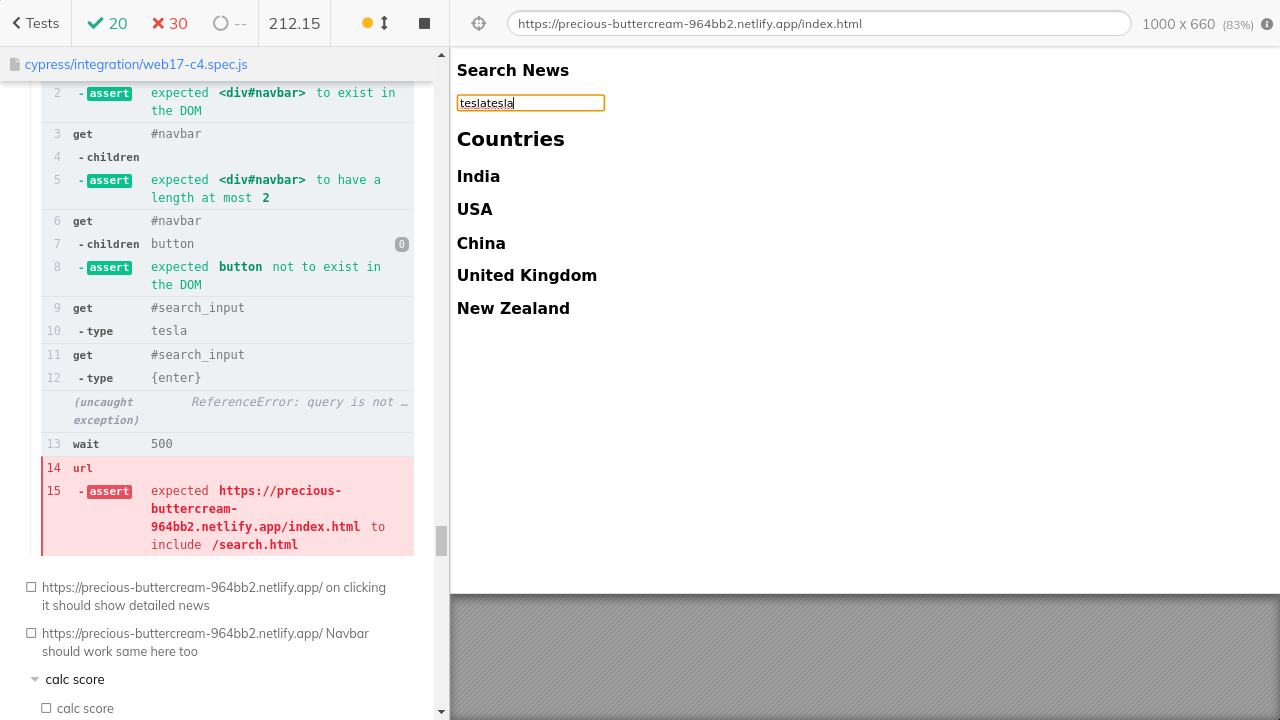 Tests
20
30
--
212.15
https://precious-buttercream-964bb2.netlify.app/index.html
1000 x 660 (83%)
cypress/integration/web17-c4.spec.js
2 - assert expected <div#navbar> to exist in
the DOM
3 get #navbar
4 - children
5 - assert expected <div#navbar> to have a
length at most 2
6 get #navbar
7 - children button 0
8 - assert expected button not to exist in
the DOM
9 get #search_input
10 - type tesla
11 get #search_input
12 - type {enter}
(uncaught ReferenceError: query is not …
exception)
13 wait 500
14 url
15 - assert expected https://precious-
buttercream-
964bb2.netlify.app/index.html to
include /search.html
https://precious-buttercream-964bb2.netlify.app/ on clicking
it should show detailed news
https://precious-buttercream-964bb2.netlify.app/ Navbar
should work same here too
calc score
calc score
Search News
teslatesla
Countries
India
USA
China
United Kingdom
New Zealand